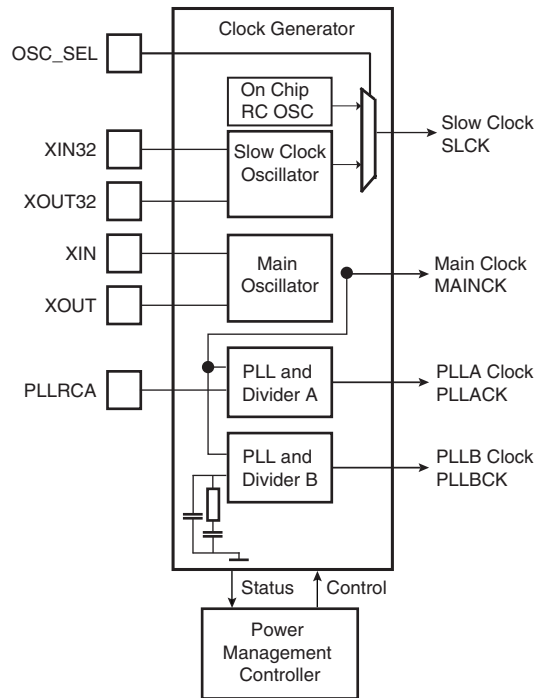 Clock Generator
OSC_SEL
On Chip
RC OSC
Slow Clock
SLCK
XIN32
Slow Clock
Oscillator
XOUT32
XIN
Main
Oscillator
Main Clock
MAINCK
XOUT
PLLRCA
PLL and
Divider A
PLLA Clock
PLLACK
PLL and
Divider B
PLLB Clock
PLLBCK
Status
Control
Power
Management
Controller